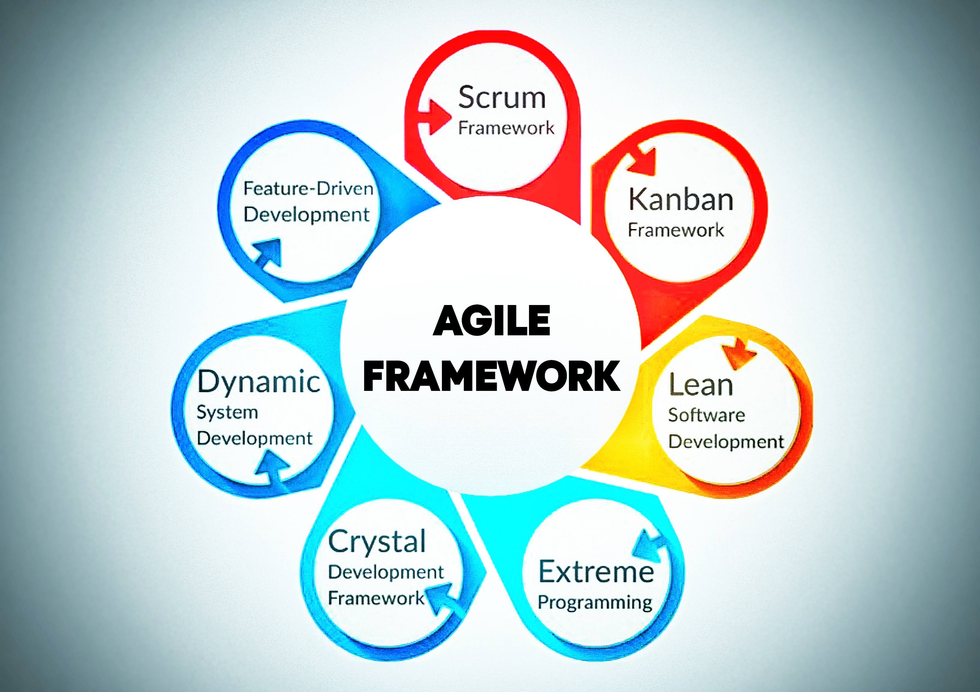 Scrum
Framework
Kanban
Framework
Lean
Software
Development
Extreme
Programming
Crystal
Development
Framework
Dynamic
System
Development
Feature-Driven
Development
AGILE
FRAMEWORK